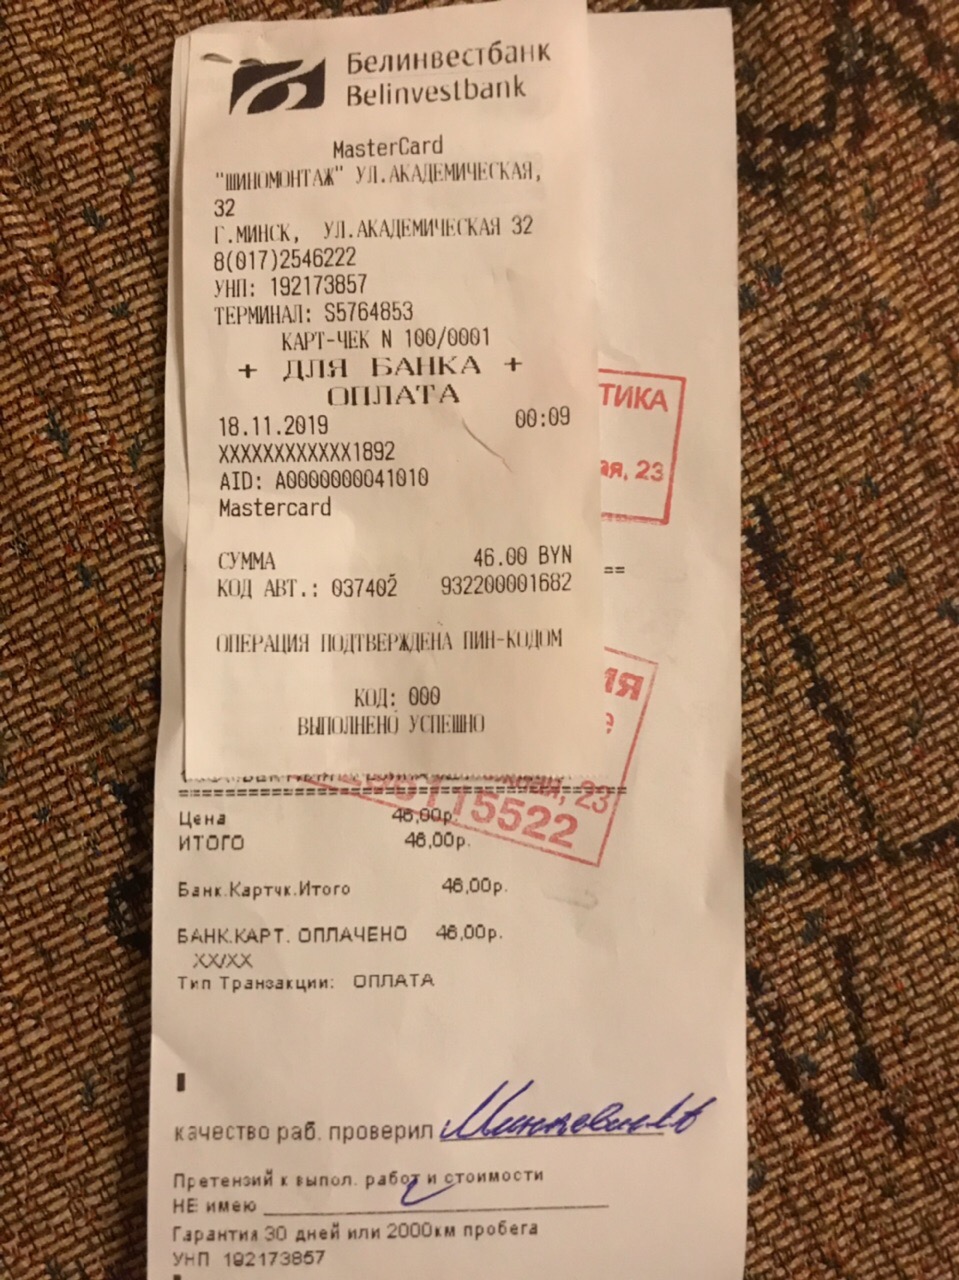 Белинвестбанк
Belinvestbank
MasterCard
"ШИНОМОНТАЖ" УЛ.АКАДЕМИЧЕСКАЯ,
32
Г.МИНСК, УЛ.АКАДЕМИЧЕСКАЯ 32
8(017)2546222
УНП: 192173857
ТЕРМИНАЛ: S5764853
КАРТ-ЧЕК N 100/0001
+ ДЛЯ БАНКА +
ОПЛАТА
18.11.2019 00:09
XXXXXXXXXXXX1892
AID: A0000000041010
Mastercard
СУММА 46.00 BYN
КОД АВТ.: 037402 932200001682
ОПЕРАЦИЯ ПОДТВЕРЖДЕНА ПИН-КОДОМ
КОД: 000
ВЫПОЛНЕНО УСПЕШНО
ТИКА
ая, 23
==
ИЯ
е
23
15522
==========================================
Цена 46,00р.
ИТОГО 46,00р.
Банк.Картчк.Итого 46,00р.
БАНК.КАРТ. ОПЛАЧЕНО 46,00р.
XX/XX
Тип Транзакции: ОПЛАТА
качество раб. проверил
Претензий к выпол. работ и стоимости
НЕ имею
Гарантия 30 дней или 2000км пробега
УНП 192173857